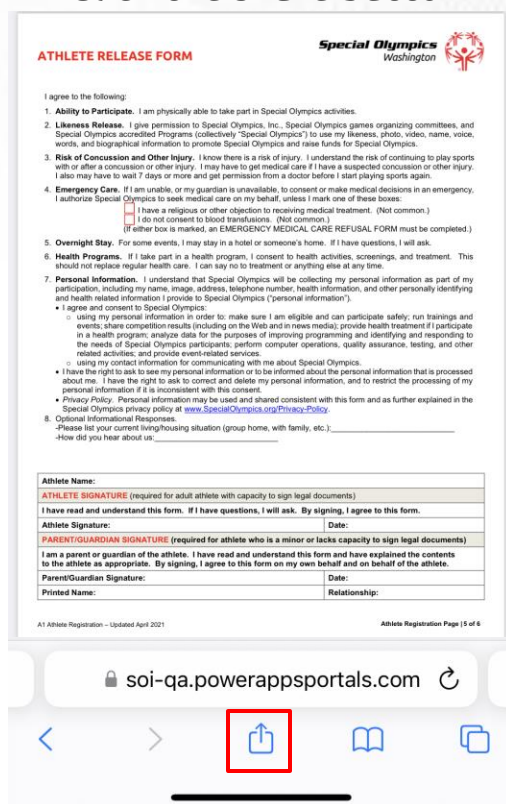 Special Olympics
Washington
ATHLETE RELEASE FORM
I agree to the following:
1. Ability to Participate. I am physically able to take part in Special Olympics activities.
2. Likeness Release. I give permission to Special Olympics, Inc., Special Olympics games organizing committees, and
Special Olympics accredited Programs (collectively "Special Olympics") to use my likeness, photo, video, name, voice,
words, and biographical information to promote Special Olympics and raise funds for Special Olympics.
3. Risk of Concussion and Other Injury. I know there is a risk of injury. I understand the risk of continuing to play sports
with or after a concussion or other injury. I may have to get medical care if I have a suspected concussion or other injury.
I also may have to wait 7 days or more and get permission from a doctor before I start playing sports again.
4. Emergency Care. If I am unable, or my guardian is unavailable, to consent or make medical decisions in an emergency,
I authorize Special Olympics to seek medical care on my behalf, unless I mark one of these boxes:
I have a religious or other objection to receiving medical treatment. (Not common.)
I do not consent to blood transfusions. (Not common.)
(If either box is marked, an EMERGENCY MEDICAL CARE REFUSAL FORM must be completed.)
5. Overnight Stay. For some events, I may stay in a hotel or someone's home. If I have questions, I will ask.
6. Health Programs. If I take part in a health program, I consent to health activities, screenings, and treatment. This
should not replace regular health care. I can say no to treatment or anything else at any time.
7. Personal Information. I understand that Special Olympics will be collecting my personal information as part of my
participation, including my name, image, address, telephone number, health information, and other personally identifying
and health related information I provide to Special Olympics ("personal information").
• I agree and consent to Special Olympics:
o using my personal information in order to: make sure I am eligible and can participate safely; run trainings and
events; share competition results (including on the Web and in news media); provide health treatment if I participate
in a health program; analyze data for the purposes of improving programming and identifying and responding to
the needs of Special Olympics participants; perform computer operations, quality assurance, testing, and other
related activities; and provide event-related services.
o using my contact information for communicating with me about Special Olympics.
• I have the right to ask to see my personal information or to be informed about the personal information that is processed
about me. I have the right to ask to correct and delete my personal information, and to restrict the processing of my
personal information if it is inconsistent with this consent.
• Privacy Policy. Personal information may be used and shared consistent with this form and as further explained in the
Special Olympics privacy policy at www.SpecialOlympics.org/Privacy-Policy.
8. Optional Informational Responses.
-Please list your current living/housing situation (group home, with family, etc.):
-How did you hear about us:
Athlete Name:
ATHLETE SIGNATURE (required for adult athlete with capacity to sign legal documents)
I have read and understand this form. If I have questions, I will ask. By signing, I agree to this form.
Athlete Signature: Date:
PARENT/GUARDIAN SIGNATURE (required for athlete who is a minor or lacks capacity to sign legal documents)
I am a parent or guardian of the athlete. I have read and understand this form and have explained the contents
to the athlete as appropriate. By signing, I agree to this form on my own behalf and on behalf of the athlete.
Parent/Guardian Signature: Date:
Printed Name: Relationship:
A1 Athlete Registration – Updated April 2021 Athlete Registration Page | 5 of 6
soi-qa.powerappsportals.com